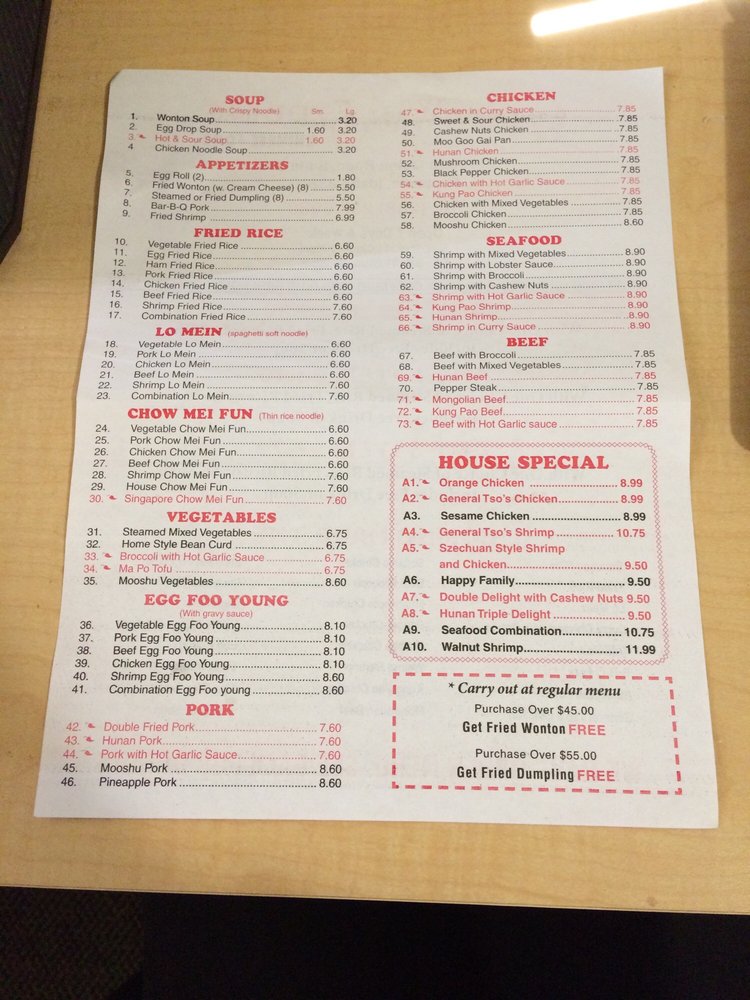 SOUP
(With Crispy Noodle) Sm. Lg.
1. Wonton Soup 3.20
2. Egg Drop Soup 1.60 3.20
3. Hot & Sour Soup 1.60 3.20
4 Chicken Noodle Soup 3.20
APPETIZERS
5. Egg Roll (2) 1.80
6. Fried Wonton (w. Cream Cheese) (8) 5.50
7. Steamed or Fried Dumpling (8) 5.50
8. Bar-B-Q Pork 7.99
9. Fried Shrimp 6.99
FRIED RICE
10. Vegetable Fried Rice 6.60
11. Egg Fried Rice 6.60
12. Ham Fried Rice 6.60
13. Pork Fried Rice 6.60
14. Chicken Fried Rice 6.60
15. Beef Fried Rice 6.60
16. Shrimp Fried Rice 7.60
17. Combination Fried Rice 7.60
LO MEIN (spaghetti soft noodle)
18. Vegetable Lo Mein 6.60
19. Pork Lo Mein 6.60
20. Chicken Lo Mein 6.60
21. Beef Lo Mein 6.60
22. Shrimp Lo Mein 7.60
23. Combination Lo Mein 7.60
CHOW MEI FUN (Thin rice noodle)
24. Vegetable Chow Mei Fun 6.60
25. Pork Chow Mei Fun 6.60
26. Chicken Chow Mei Fun 6.60
27. Beef Chow Mei Fun 6.60
28. Shrimp Chow Mei Fun 7.60
29. House Chow Mei Fun 7.60
30. Singapore Chow Mei Fun 7.60
VEGETABLES
31. Steamed Mixed Vegetables 6.75
32. Home Style Bean Curd 6.75
33. Broccoli with Hot Garlic Sauce 6.75
34. Ma Po Tofu 6.75
35. Mooshu Vegetables 8.60
EGG FOO YOUNG
(With gravy sauce)
36. Vegetable Egg Foo Young 8.10
37. Pork Egg Foo Young 8.10
38. Beef Egg Foo Young 8.10
39. Chicken Egg Foo Young 8.10
40. Shrimp Egg Foo Young 8.60
41. Combination Egg Foo young 8.60
PORK
42. Double Fried Pork 7.60
43. Hunan Pork 7.60
44. Pork with Hot Garlic Sauce 7.60
45. Mooshu Pork 8.60
46. Pineapple Pork 8.60
CHICKEN
47. Chicken in Curry Sauce 7.85
48. Sweet & Sour Chicken 7.85
49. Cashew Nuts Chicken 7.85
50. Moo Goo Gai Pan 7.85
51. Hunan Chicken 7.85
52. Mushroom Chicken 7.85
53. Black Pepper Chicken 7.85
54. Chicken with Hot Garlic Sauce 7.85
55. Kung Pao Chicken 7.85
56. Chicken with Mixed Vegetables 7.85
57. Broccoli Chicken 7.85
58. Mooshu Chicken 8.60
SEAFOOD
59. Shrimp with Mixed Vegetables 8.90
60. Shrimp with Lobster Sauce 8.90
61. Shrimp with Broccoli 8.90
62. Shrimp with Cashew Nuts 8.90
63. Shrimp with Hot Garlic Sauce 8.90
64. Kung Pao Shrimp 8.90
65. Hunan Shrimp 8.90
66. Shrimp in Curry Sauce 8.90
BEEF
67. Beef with Broccoli 7.85
68. Beef with Mixed Vegetables 7.85
69. Hunan Beef 7.85
70. Pepper Steak 7.85
71. Mongolian Beef 7.85
72. Kung Pao Beef 7.85
73. Beef with Hot Garlic sauce 7.85
HOUSE SPECIAL
A1. Orange Chicken 8.99
A2. General Tso's Chicken 8.99
A3. Sesame Chicken 8.99
A4. General Tso's Shrimp 10.75
A5. Szechuan Style Shrimp
and Chicken 9.50
A6. Happy Family 9.50
A7. Double Delight with Cashew Nuts 9.50
A8. Hunan Triple Delight 9.50
A9. Seafood Combination 10.75
A10. Walnut Shrimp 11.99
* Carry out at regular menu
Purchase Over $45.00
Get Fried Wonton FREE
Purchase Over $55.00
Get Fried Dumpling FREE